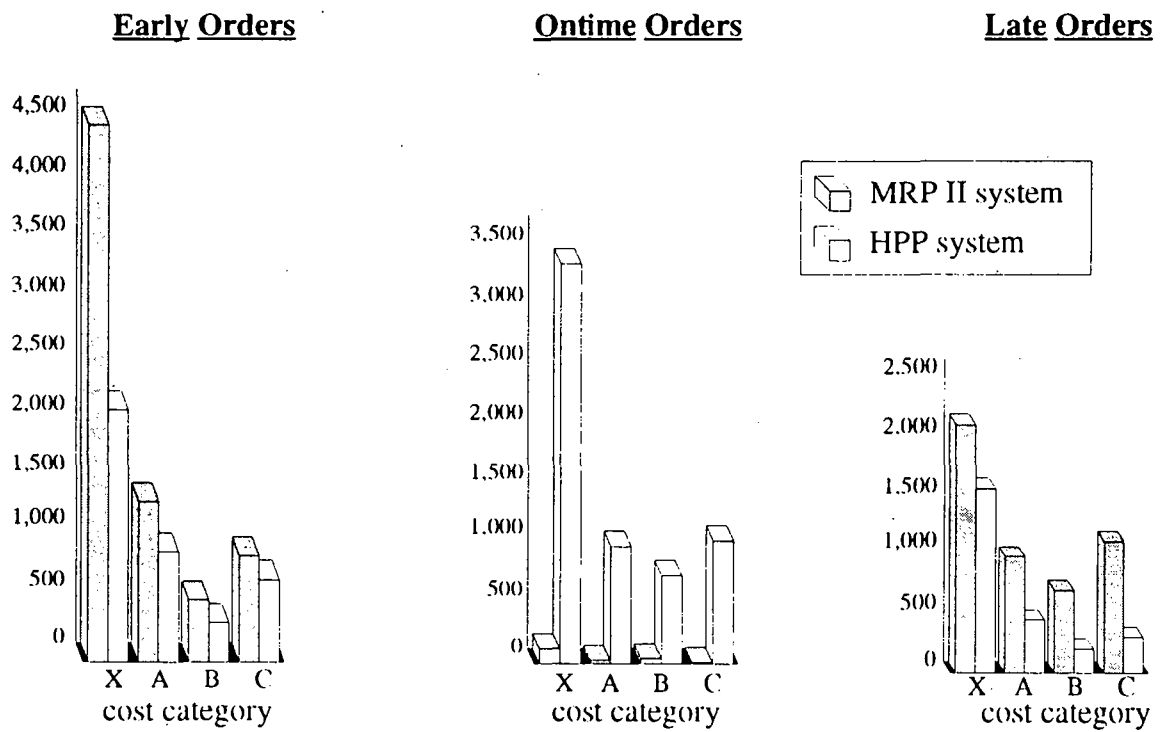 Early Orders
4,500
4,000
3,500
3,000
2,500
2,000
1,500
1,000
500
0
X A B C
cost category
Ontime Orders
3,500
3,000
2,500
2,000
1,500
1,000
500
0
X A B C
cost category
Late Orders
MRP II system
HPP system
2,500
2,000
1,500
1,000
500
0
X A B C
cost category